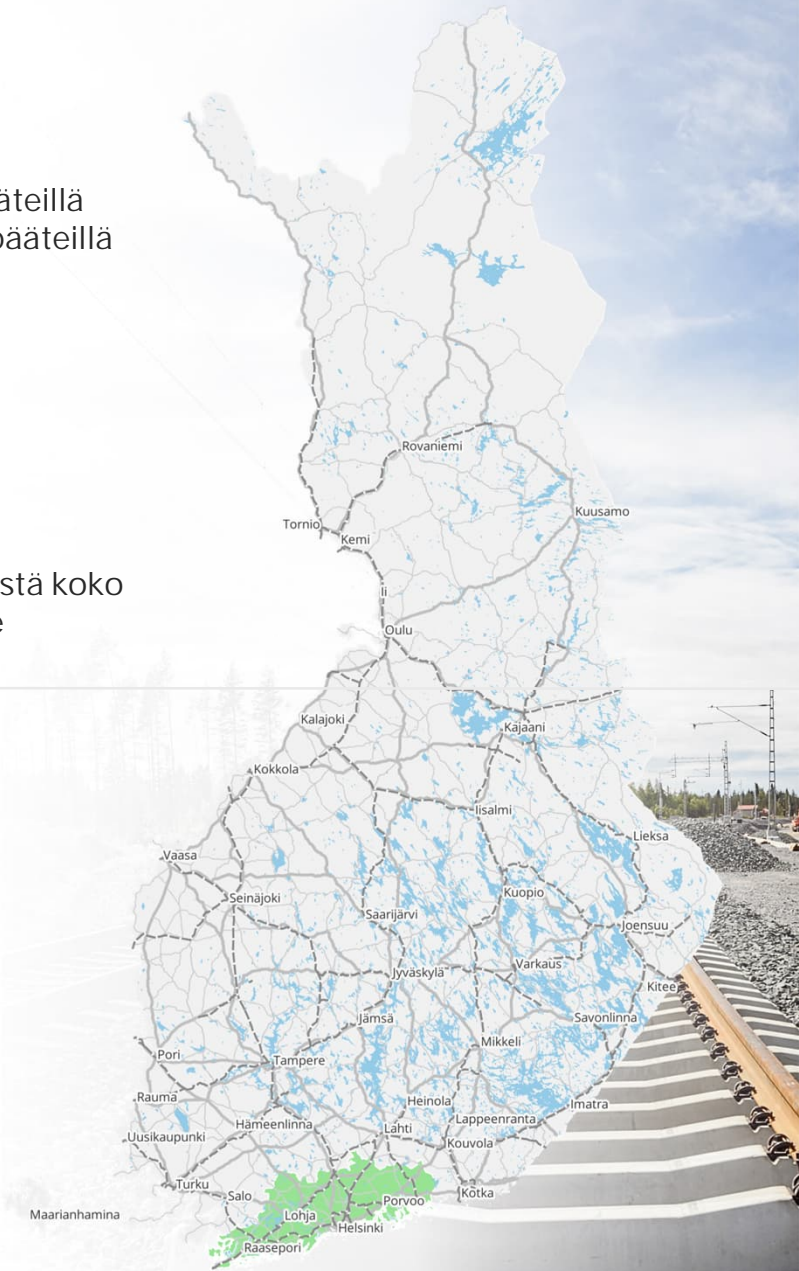 äteillä
pääteillä
Rovaniemi
Kuusamo
Tornio
Kemi
Ii
stä koko
e
Oulu
Kalajoki
Kajaani
Kokkola
Iisalmi
Lieksa
Vaasa
Kuopio
Seinäjoki
Saarijärvi
Joensuu
Varkaus
Jyväskylä
Kitee
Jämsä
Savonlinna
Mikkeli
Pori
Tampere
Rauma
Heinola
Imatra
Hämeenlinna
Lappeenranta
Lahti
Uusikaupunki
Kouvola
Turku
Salo
Kotka
Porvoo
Maarianhamina
Lohja
Helsinki
Raasepori